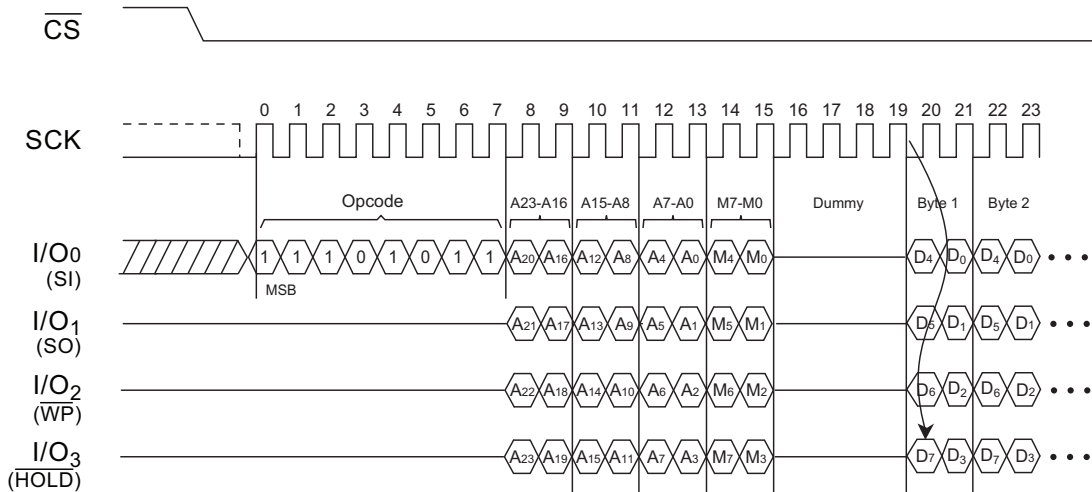 CS
0 1 2 3 4 5 6 7 8 9 10 11 12 13 14 15 16 17 18 19 20 21 22 23
SCK
Opcode A23-A16 A15-A8 A7-A0 M7-M0 Dummy Byte 1 Byte 2
I/O0 1 1 1 0 1 0 1 1 A20 A16 A12 A8 A4 A0 M4 M0 D4 D0 D4 D0 • • •
(SI)
MSB
I/O1 A21 A17 A13 A9 A5 A1 M5 M1 D5 D1 D5 D1 • • •
(SO)
I/O2 A22 A18 A14 A10 A6 A2 M6 M2 D6 D2 D6 D2 • • •
(WP)
I/O3 A23 A19 A15 A11 A7 A3 M7 M3 D7 D3 D7 D3 • • •
(HOLD)